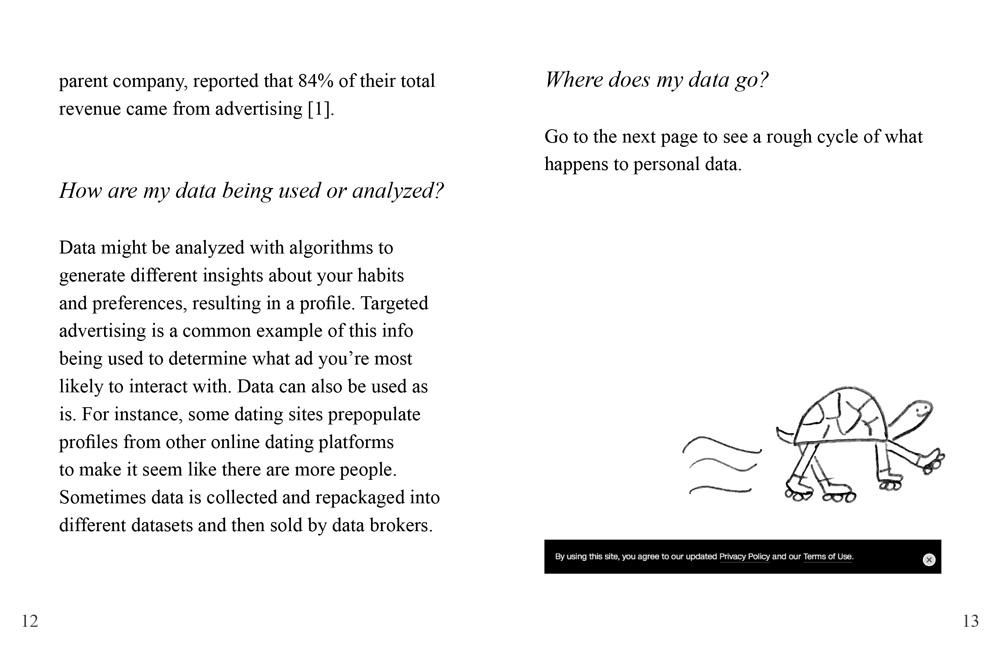 parent company, reported that 84% of their total
revenue came from advertising [1].
How are my data being used or analyzed?
Data might be analyzed with algorithms to
generate different insights about your habits
and preferences, resulting in a profile. Targeted
advertising is a common example of this info
being used to determine what ad you’re most
likely to interact with. Data can also be used as
is. For instance, some dating sites prepopulate
profiles from other online dating platforms
to make it seem like there are more people.
Sometimes data is collected and repackaged into
different datasets and then sold by data brokers.
12
Where does my data go?
Go to the next page to see a rough cycle of what
happens to personal data.
By using this site, you agree to our updated Privacy Policy and our Terms of Use.
13